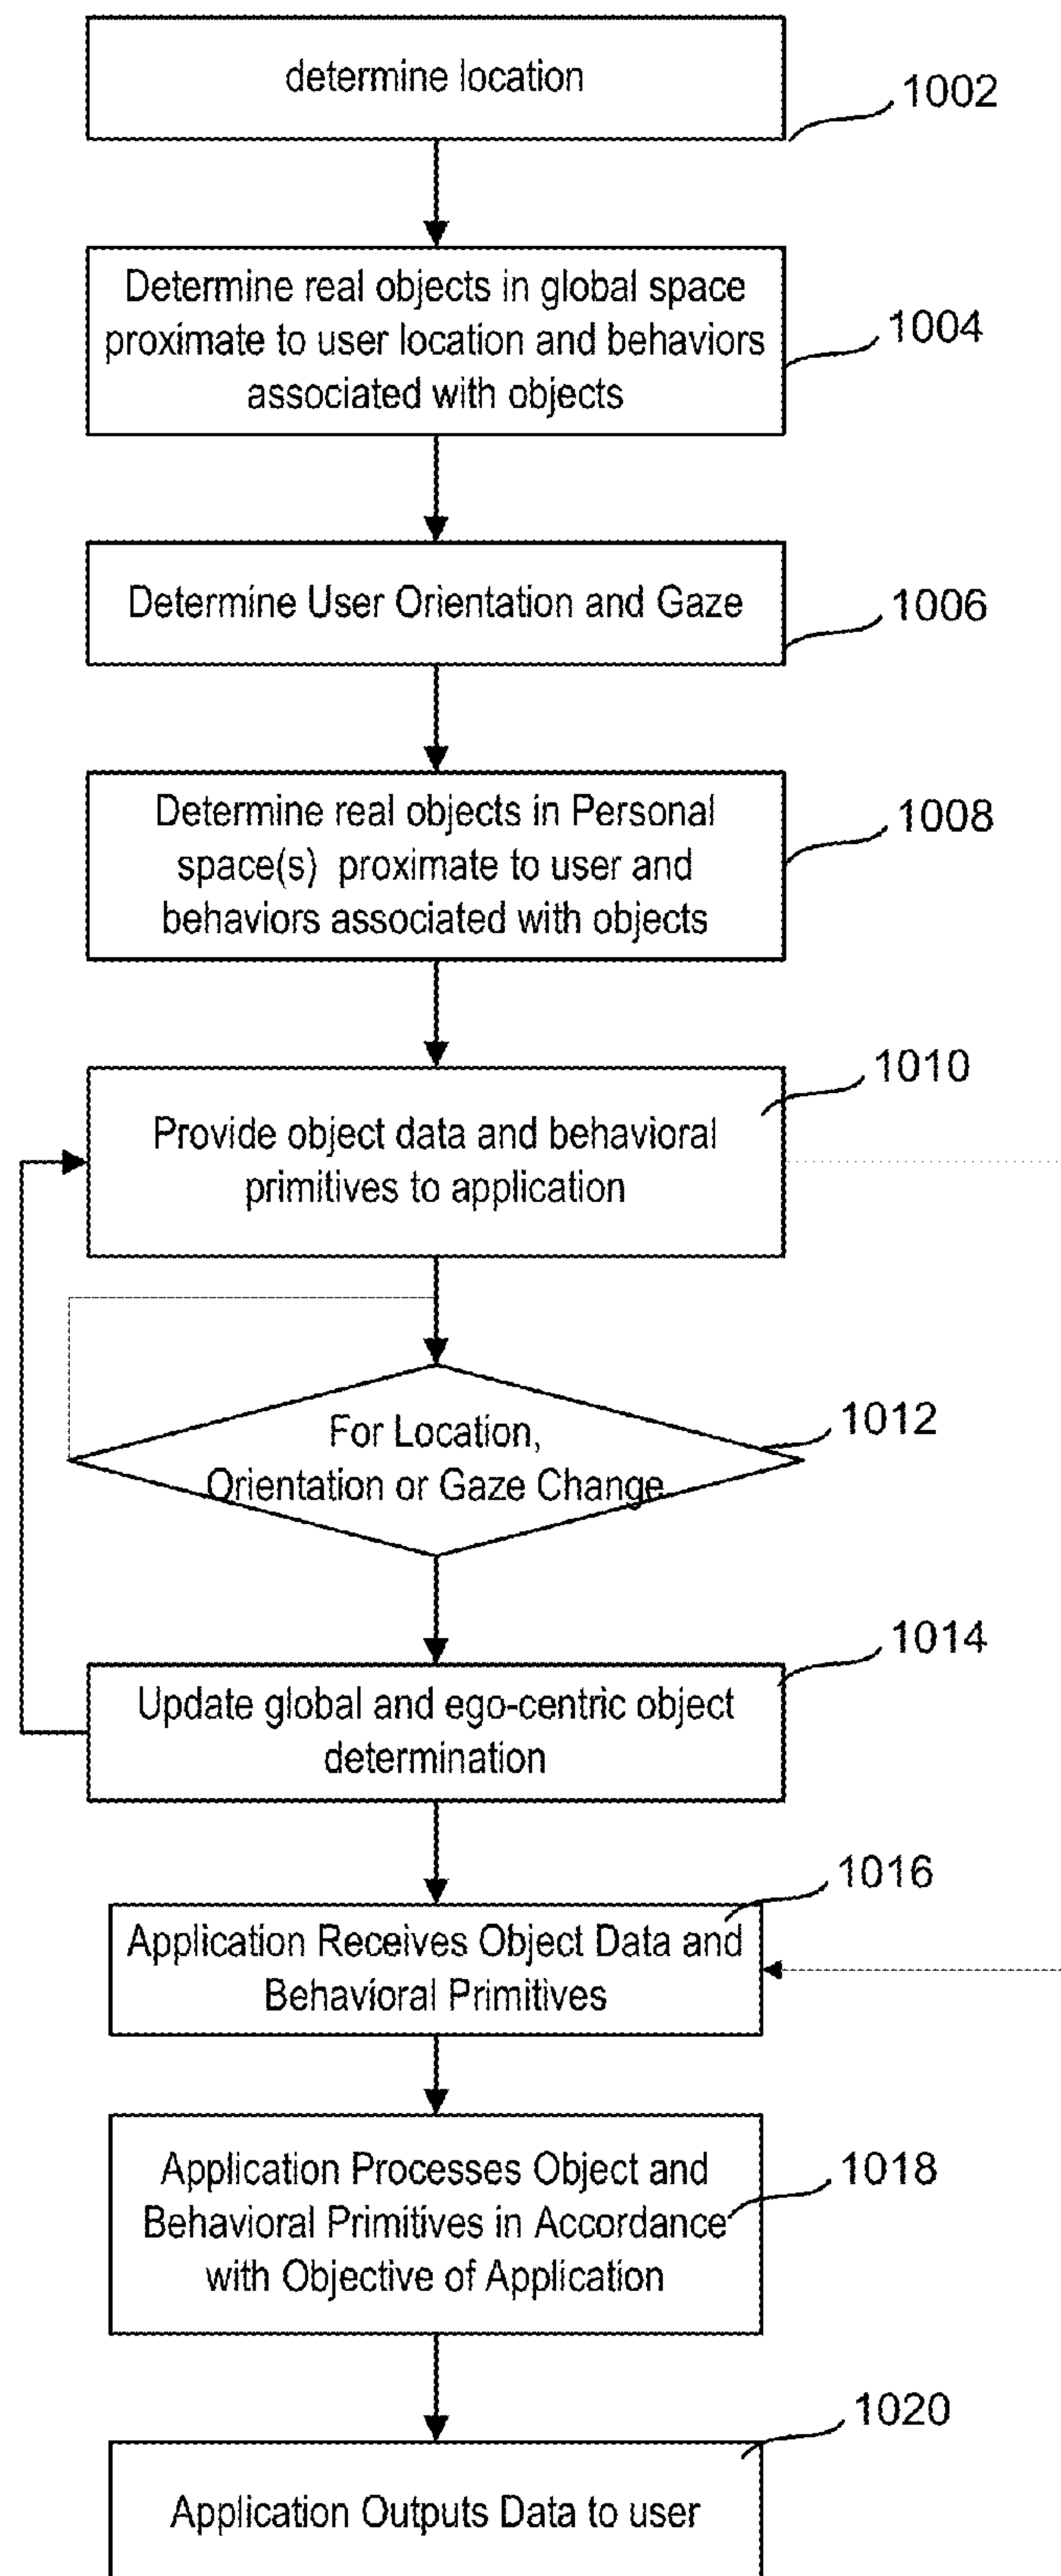 determine location
1002
Determine real objects in global space
proximate to user location and behaviors
associated with objects
1004
Determine User Orientation and Gaze
1006
Determine real objects in Personal
space(s) proximate to user and
behaviors associated with objects
1008
1010
Provide object data and behavioral
primitives to application
For Location,
Orientation or Gaze Change
1012
1014
Update global and ego-centric object
determination
1016
Application Receives Object Data and
Behavioral Primitives
Application Processes Object and
Behavioral Primitives in Accordance
with Objective of Application
1018
1020
Application Outputs Data to user